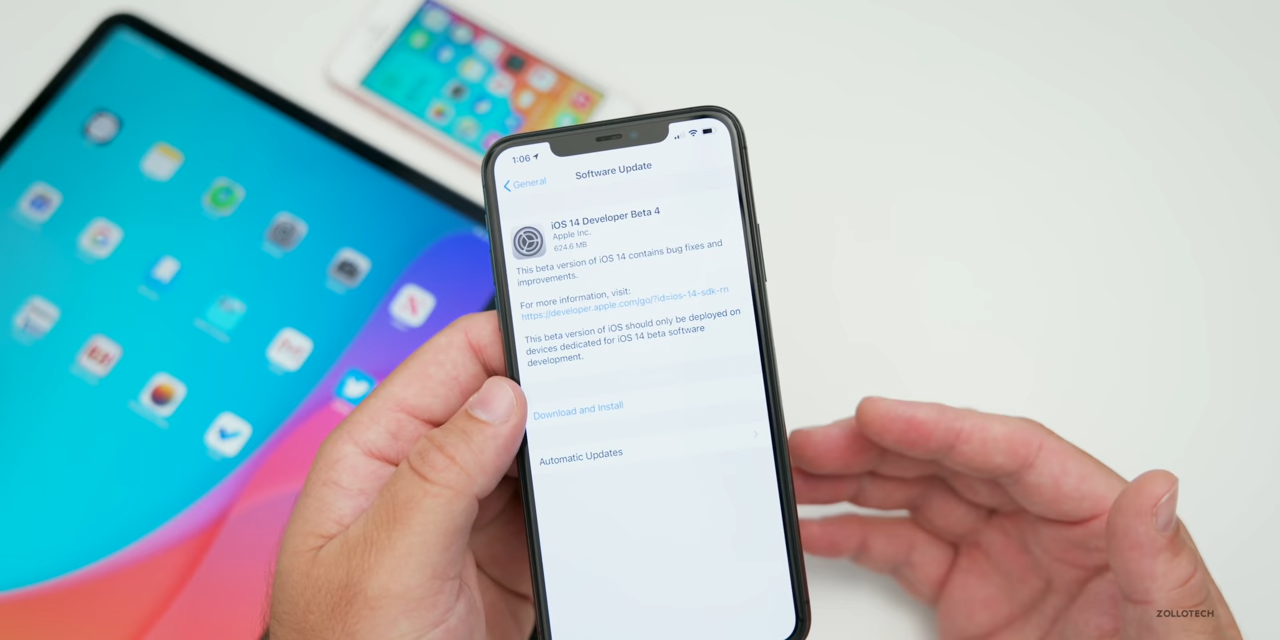 1:06
General
Software Update
iOS 14 Developer Beta 4
Apple Inc.
624.6 MB
This beta version of iOS 14 contains bug fixes and
improvements.
For more information, visit:
https://developer.apple.com/go/?id=ios-14-sdk-rn
This beta version of iOS should only be deployed on
devices dedicated for iOS 14 beta software
development.
Download and Install
Automatic Updates
ZOLLOTECH